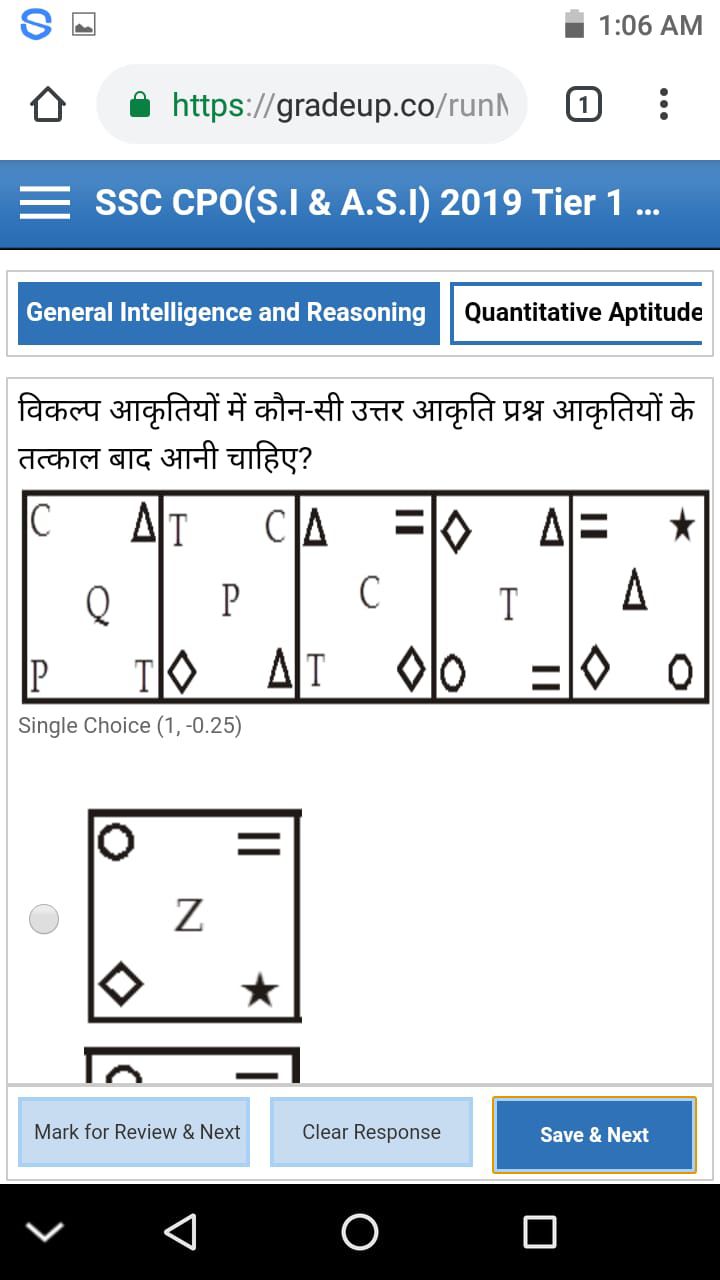 1:06 AM
https://gradeup.co/runM
1
SSC CPO(S.I & A.S.I) 2019 Tier 1 ...
General Intelligence and Reasoning
Quantitative Aptitude
विकल्प आकृतियों में कौन-सी उत्तर आकृति प्रश्न आकृतियों के
तत्काल बाद आनी चाहिए?
C Δ T C Δ = ◇ Δ = ★
Q P C T Δ
P T ◇ Δ T ◇ O = ◇ O
Single Choice (1, -0.25)
O =
Z
◇ ★
Mark for Review & Next
Clear Response
Save & Next